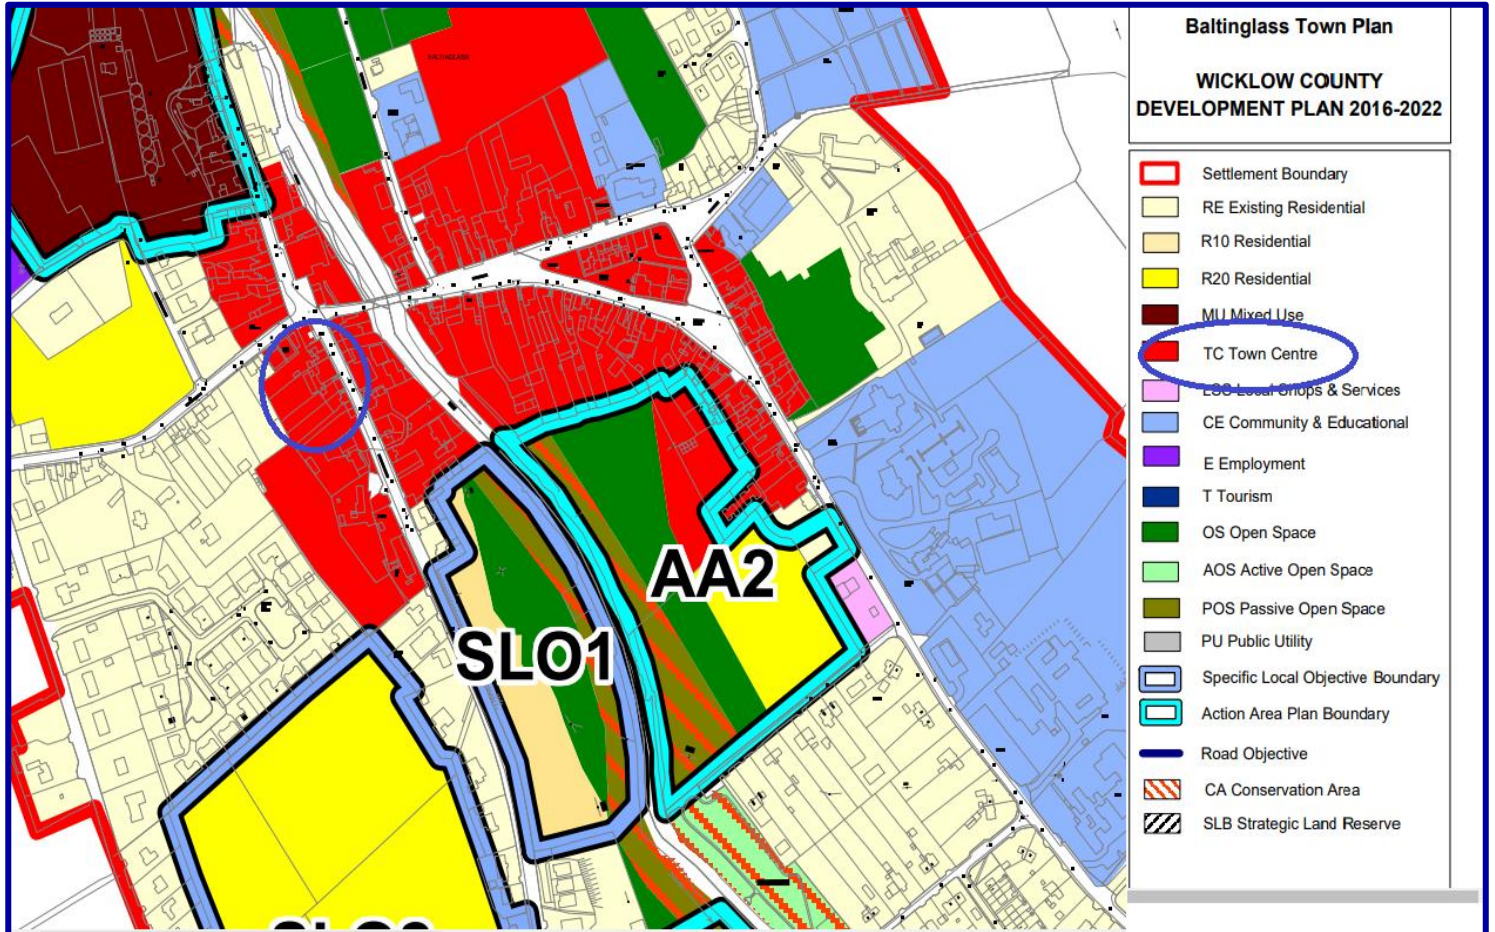 Baltinglass Town Plan
WICKLOW COUNTY
DEVELOPMENT PLAN 2016-2022
Settlement Boundary
RE Existing Residential
R10 Residential
R20 Residential
MU Mixed Use
TC Town Centre
LSS Local Shops & Services
CE Community & Educational
E Employment
T Tourism
OS Open Space
AOS Active Open Space
POS Passive Open Space
PU Public Utility
Specific Local Objective Boundary
Action Area Plan Boundary
Road Objective
CA Conservation Area
SLB Strategic Land Reserve
BALTINGLASS
E
AA2
SLO1
E